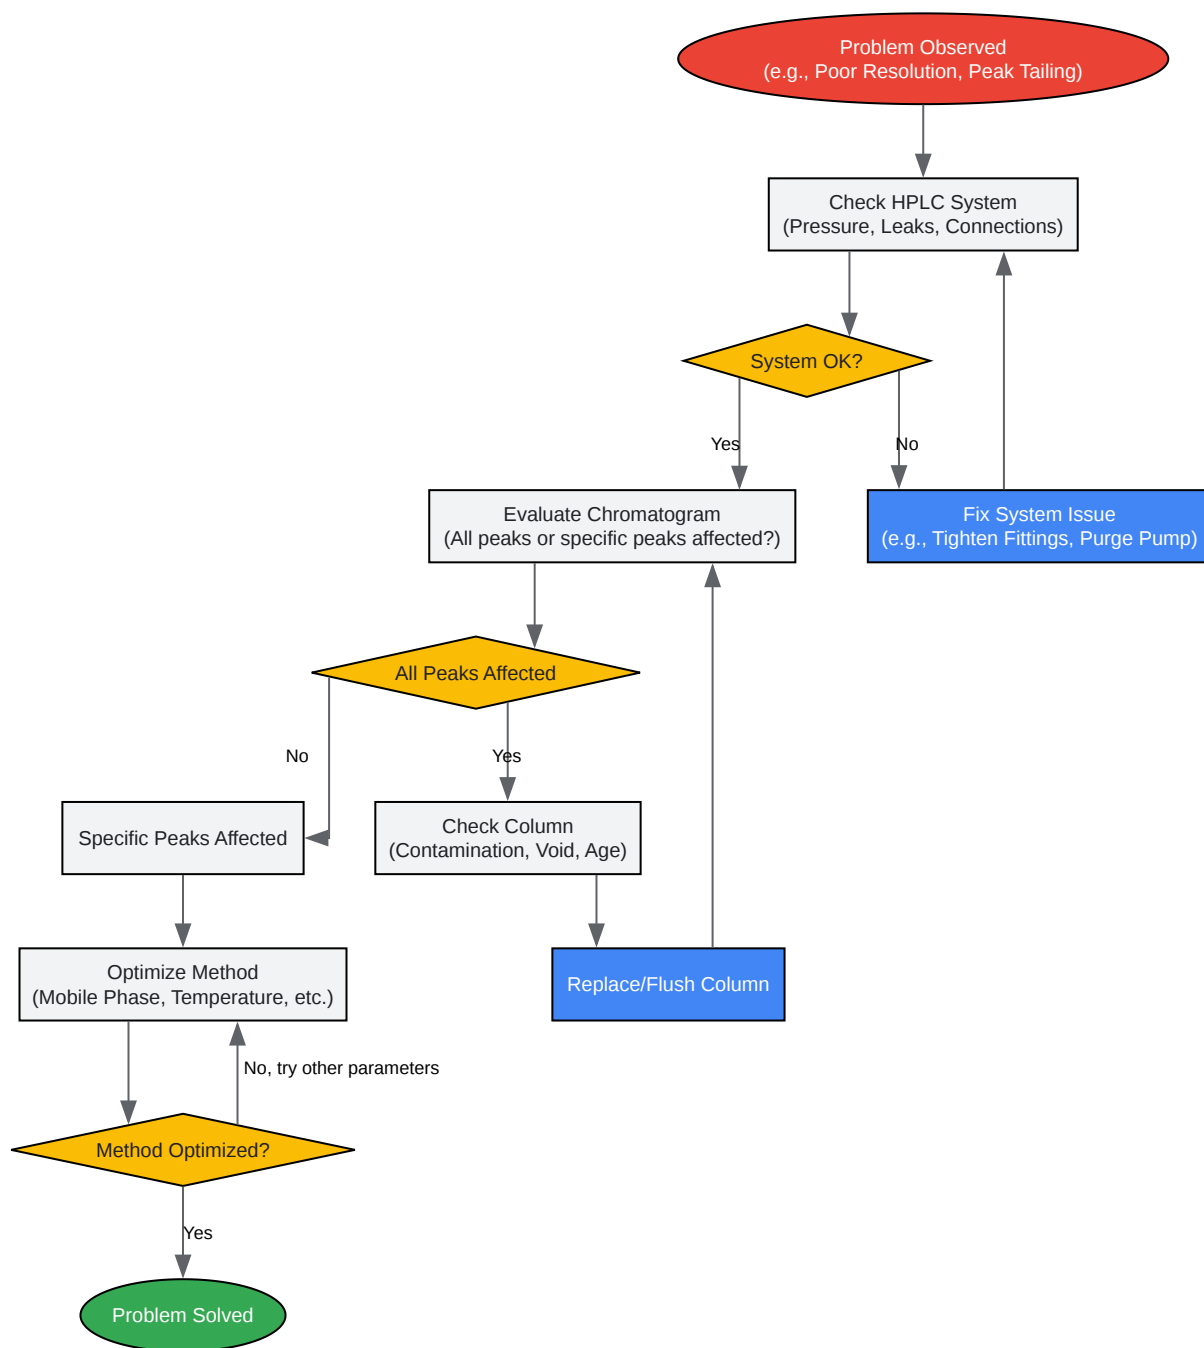 Problem Observed
(e.g., Poor Resolution, Peak Tailing)
Check HPLC System
(Pressure, Leaks, Connections)
System OK?
Yes
No
Evaluate Chromatogram
(All peaks or specific peaks affected?)
Fix System Issue
(e.g., Tighten Fittings, Purge Pump)
All Peaks Affected
No
Yes
Specific Peaks Affected
Check Column
(Contamination, Void, Age)
Optimize Method
(Mobile Phase, Temperature, etc.)
Replace/Flush Column
No, try other parameters
Method Optimized?
Yes
Problem Solved